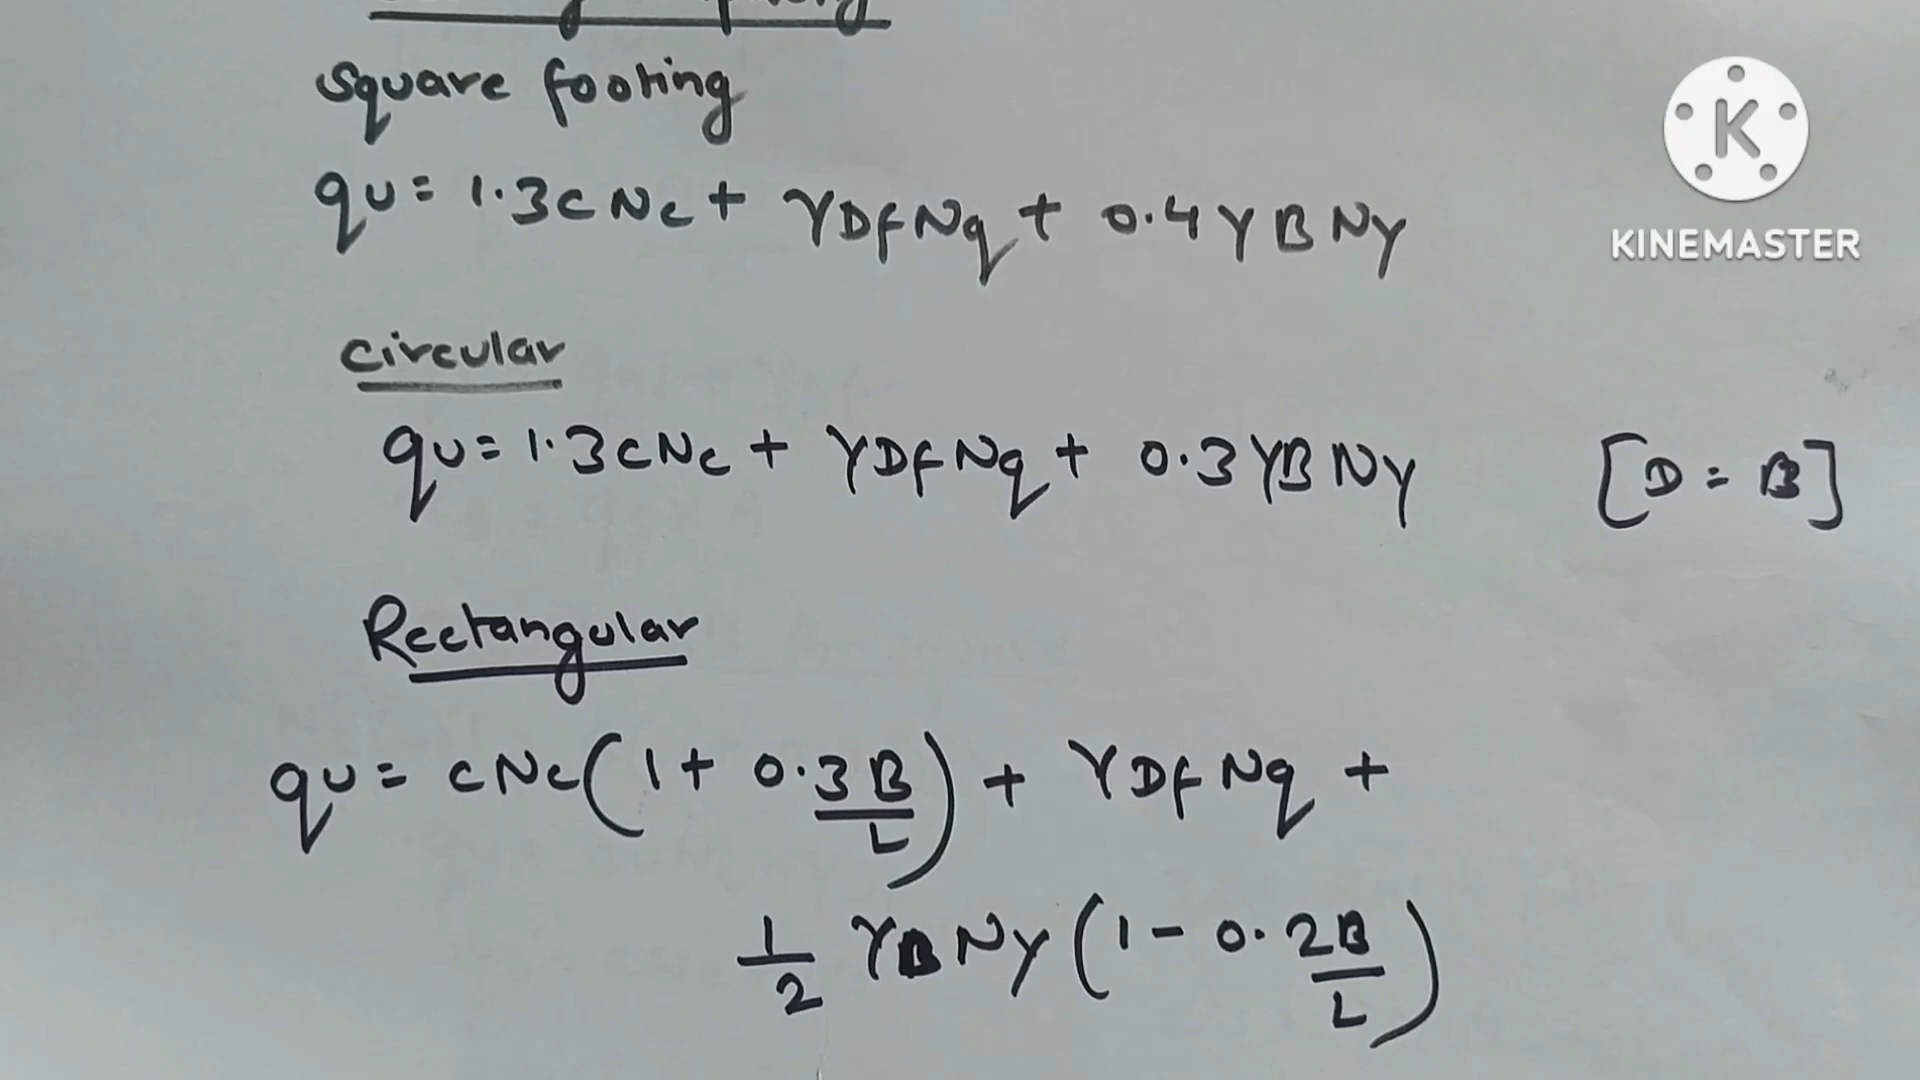 square footing
qu = 1.3cNc + γDfNq + 0.4γBNγ
circular
qu = 1.3cNc + γDfNq + 0.3γBNγ [D = B]
Rectangular
qu = cNc(1 + 0.3B/L) + γDfNq +
1/2 γBNγ(1 - 0.2B/L)
K
KINEMASTER